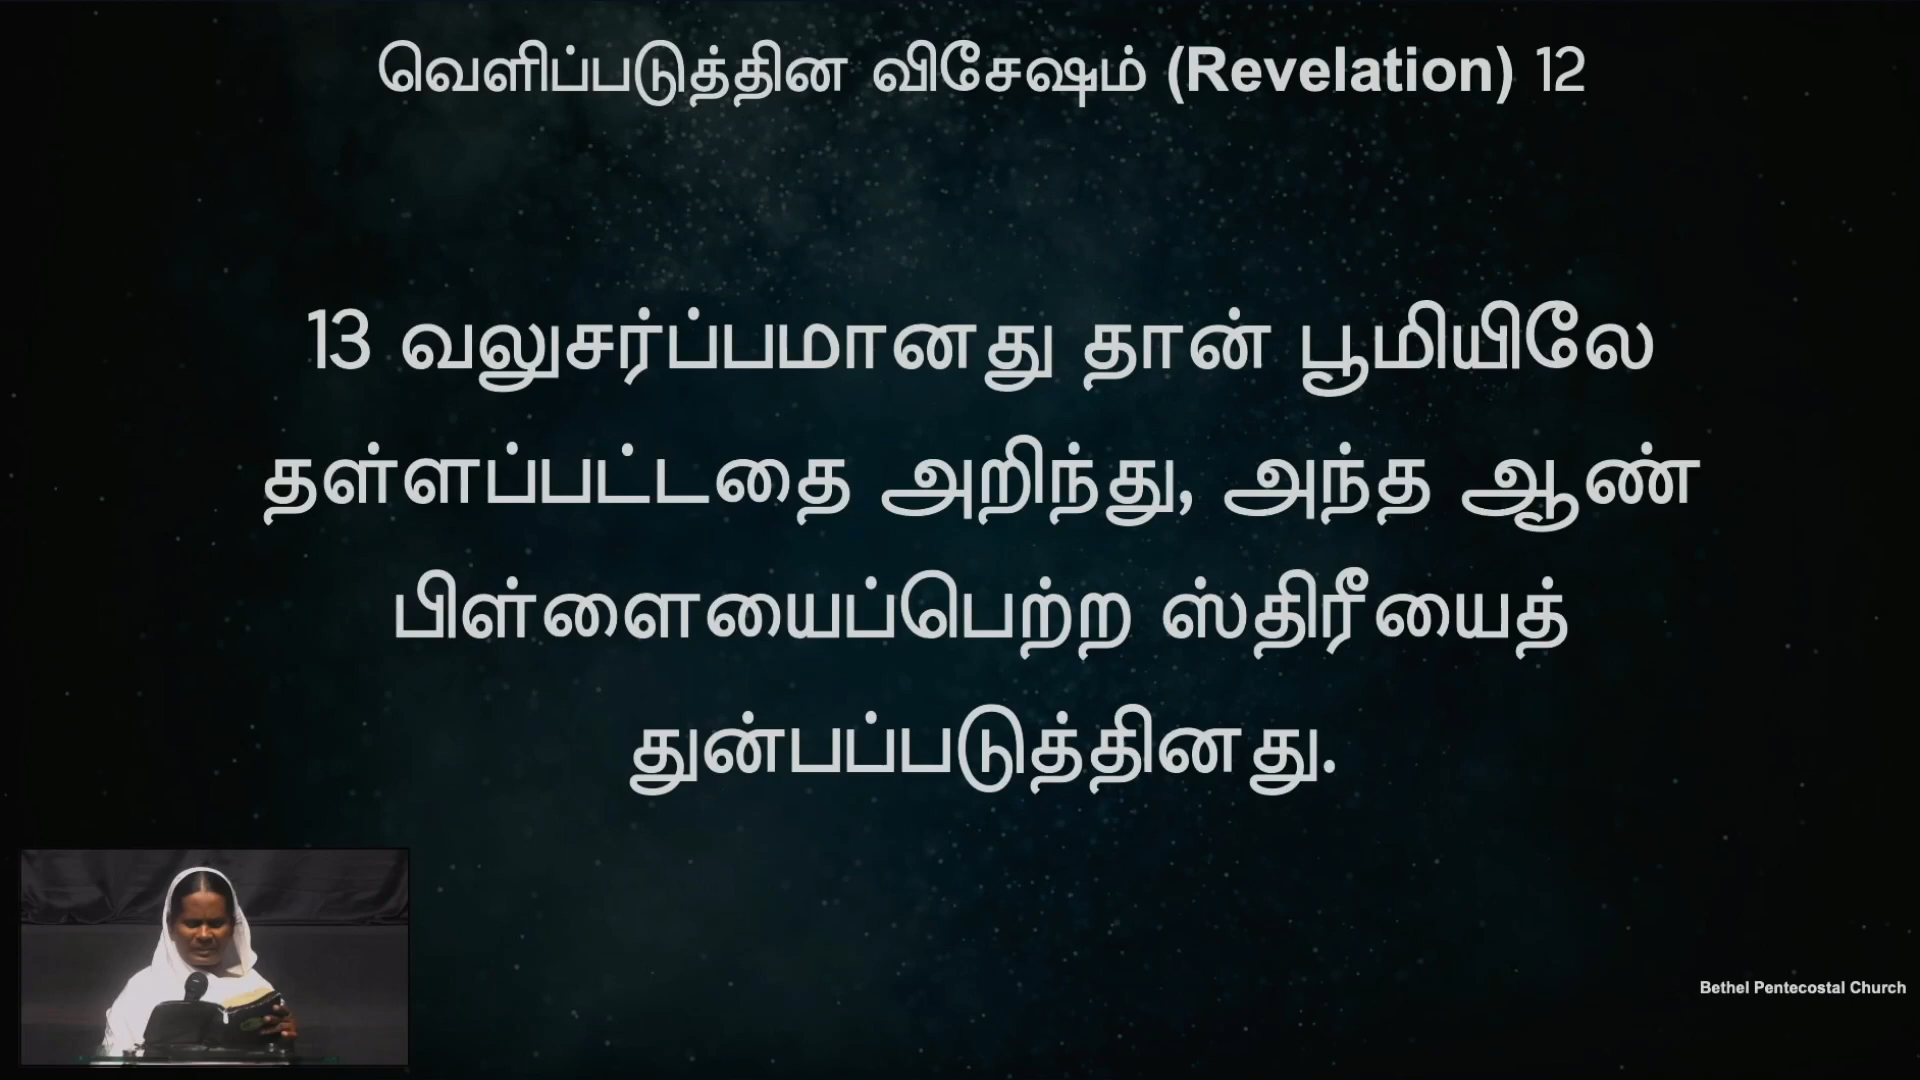 வெளிப்படுத்தின விசேஷம் (Revelation) 12
13 வலுசர்ப்பமானது தான் பூமியிலே
தள்ளப்பட்டதை அறிந்து, அந்த ஆண்
பிள்ளையைப்பெற்ற ஸ்திரீயைத்
துன்பப்படுத்தினது.
Bethel Pentecostal Church